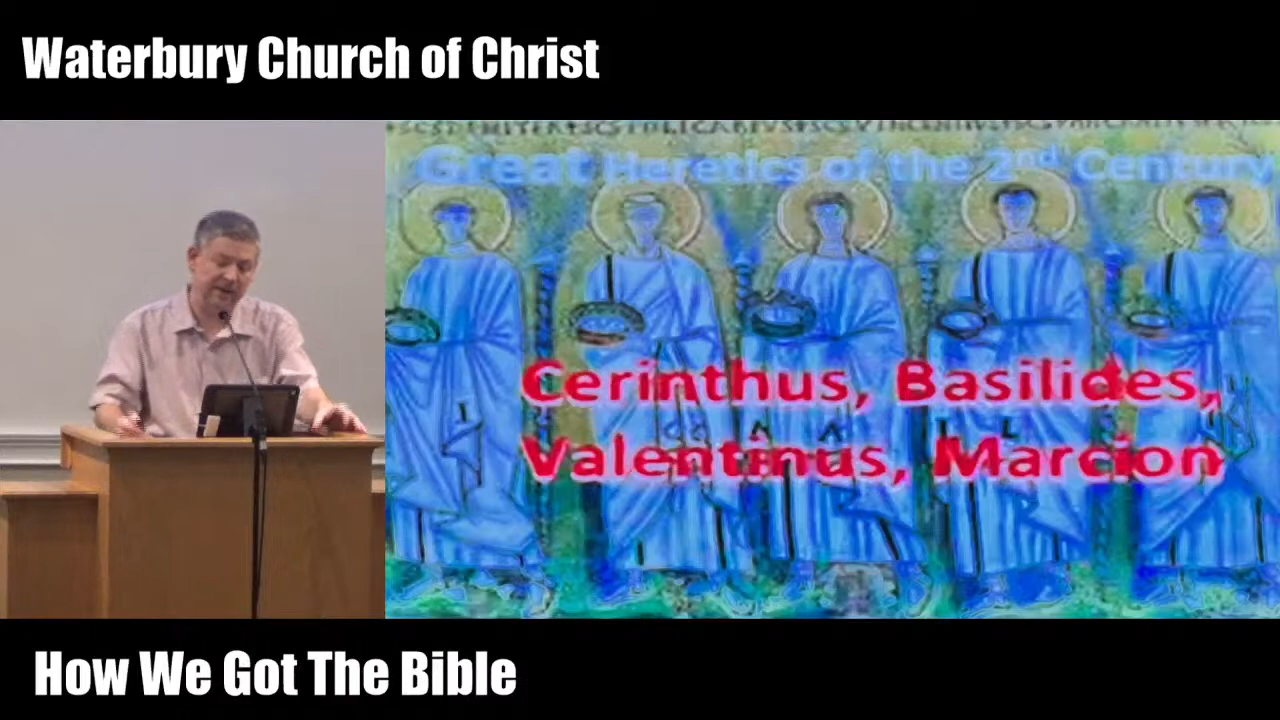 Waterbury Church of Christ
Great Heretics of the 2nd Century
Cerinthus, Basilides,
Valentinus, Marcion
How We Got The Bible